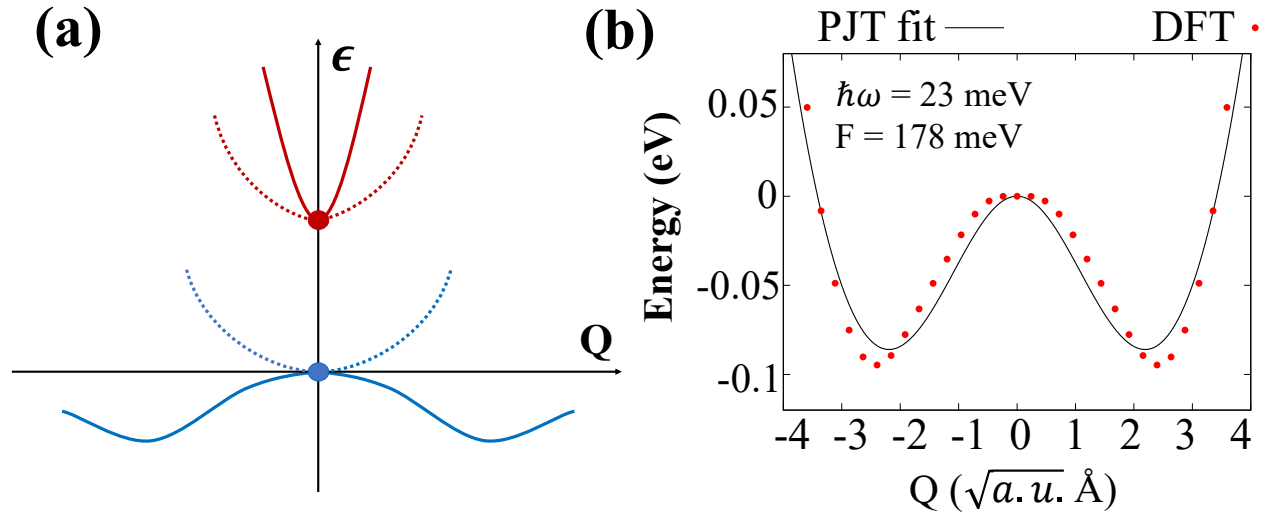 (a)
ϵ
Q
(b)
PJT fit
DFT
ħω = 23 meV
F = 178 meV
Energy (eV)
0.05
0
-0.05
-0.1
-4 -3 -2 -1 0 1 2 3 4
Q (√a.u. Å)